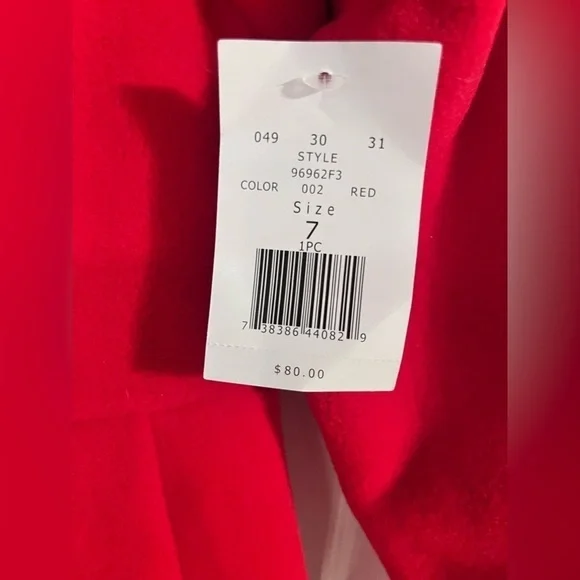 049 30 31
STYLE
96962F3
COLOR 002 RED
Size
7
1PC
7 38386 44082 9
$80.00